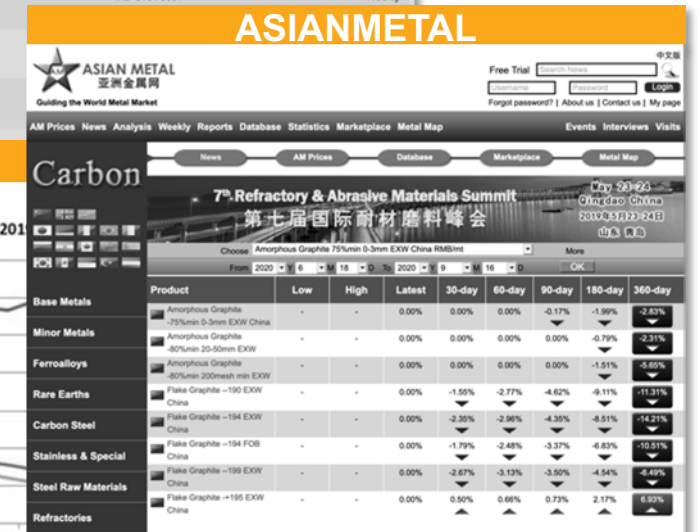 ASIANMETAL
中文版
ASIAN METAL
亚洲金属网
Guiding the World Metal Market
Free Trial
Search News
Username
Password
Login
Forgot password? | About us | Contact us | My page
AM Prices News Analysis Weekly Reports Database Statistics Marketplace Metal Map
Events Interviews Visits
Carbon
News
AM Prices
Database
Marketplace
Metal Map
7th Refractory & Abrasive Materials Summit
第七届国际耐材磨料峰会
May 23-24
Qingdao China
2019年5月23-24日
山东 青岛
Choose Amorphous Graphite 75%min 0-3mm EXW China RMB/mt
More
From 2020 Y 6 M 18 D To 2020 Y 9 M 16 D OK
Product Low High Latest 30-day 60-day 90-day 180-day 360-day
Amorphous Graphite
-75%min 0-3mm EXW China
- - 0.00% 0.00% 0.00% -0.17% -1.99% -2.83%
Amorphous Graphite
-80%min 20-50mm EXW
- - 0.00% 0.00% 0.00% 0.00% -0.79% -2.31%
Amorphous Graphite
-80%min 200mesh min EXW
- - 0.00% 0.00% 0.00% 0.00% -1.51% -5.65%
Flake Graphite --190 EXW
China
- - 0.00% -1.55% -2.77% -4.62% -9.11% -11.31%
Flake Graphite --194 EXW
China
- - 0.00% -2.35% -2.96% -4.35% -8.51% -14.21%
Flake Graphite --194 FOB
China
- - 0.00% -1.79% -2.48% -3.37% -6.83% -10.51%
Flake Graphite --199 EXW
China
- - 0.00% -2.67% -3.13% -3.50% -4.54% -6.49%
Flake Graphite -+195 EXW
China
- - 0.00% 0.50% 0.66% 0.73% 2.17% 6.93%
Base Metals
Minor Metals
Ferroalloys
Rare Earths
Carbon Steel
Stainless & Special
Steel Raw Materials
Refractories